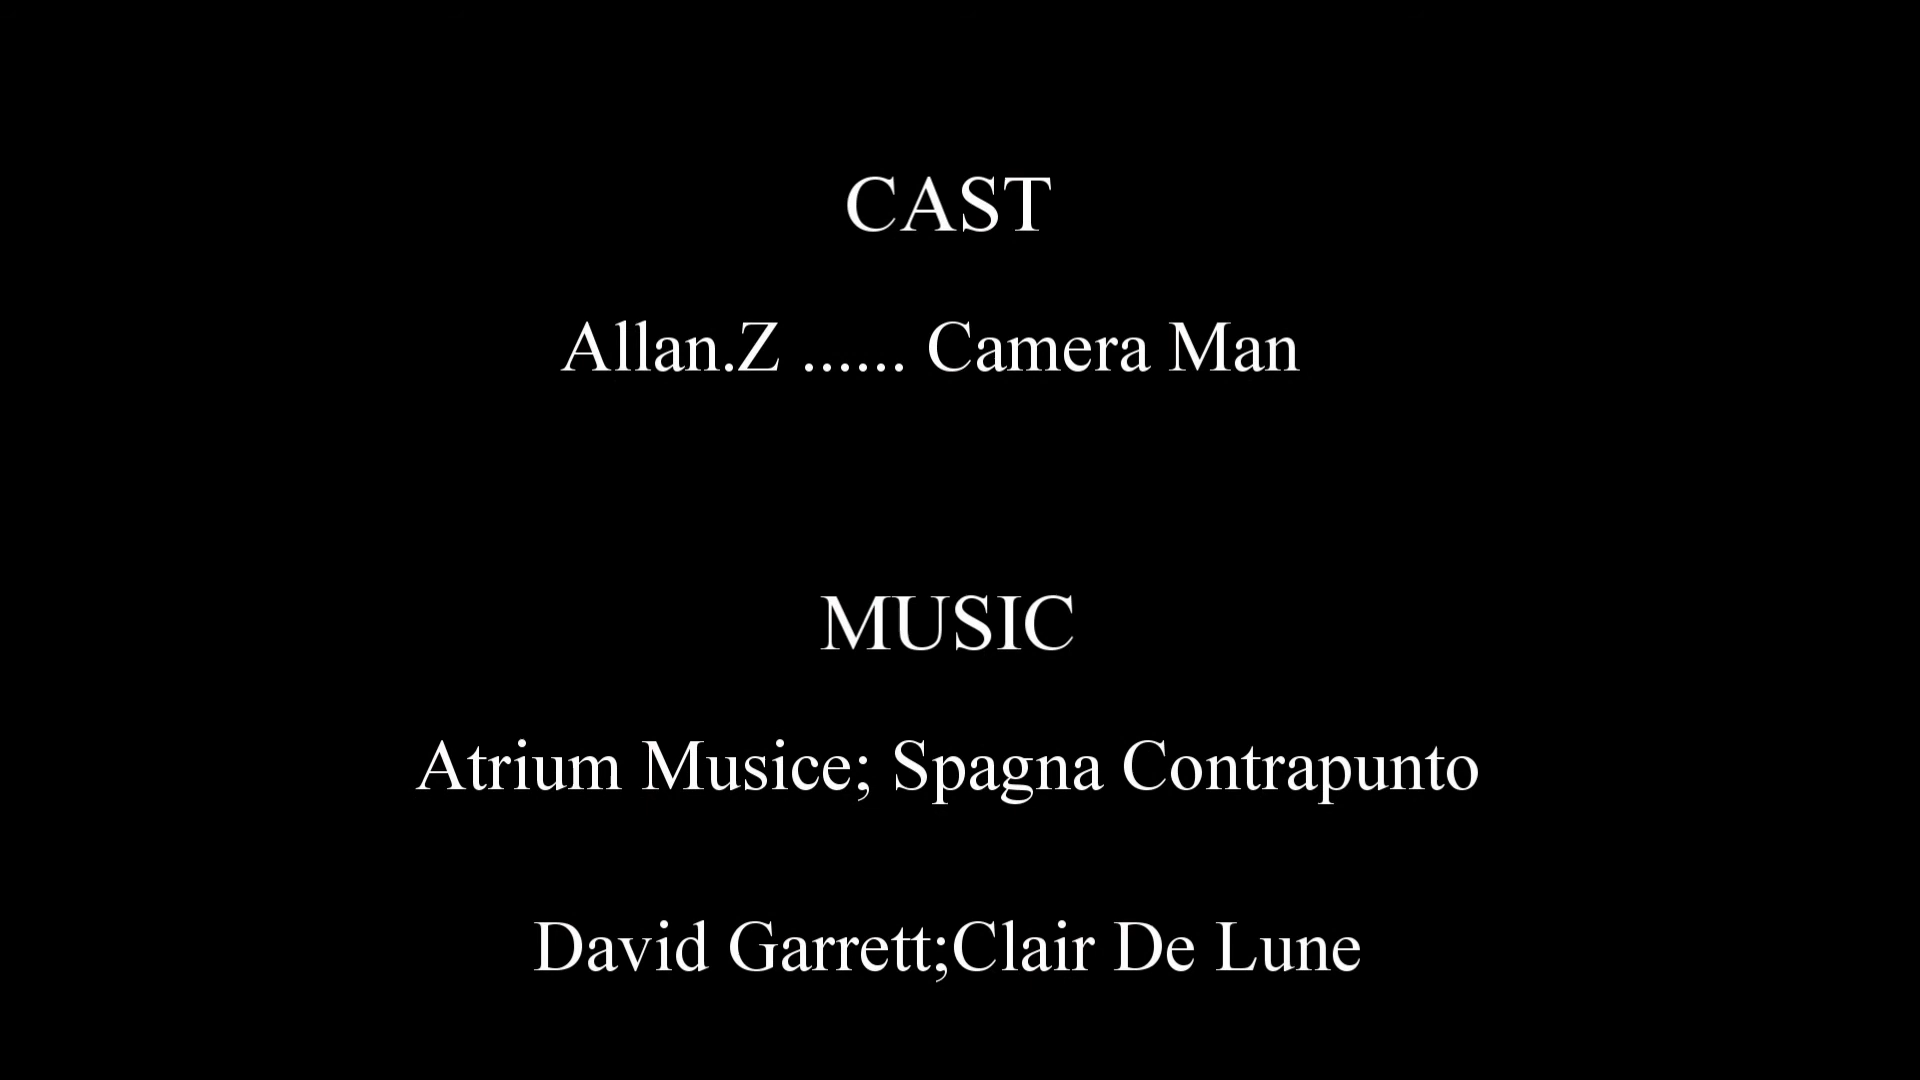 CAST
Allan.Z ...... Camera Man
MUSIC
Atrium Musice; Spagna Contrapunto
David Garrett;Clair De Lune